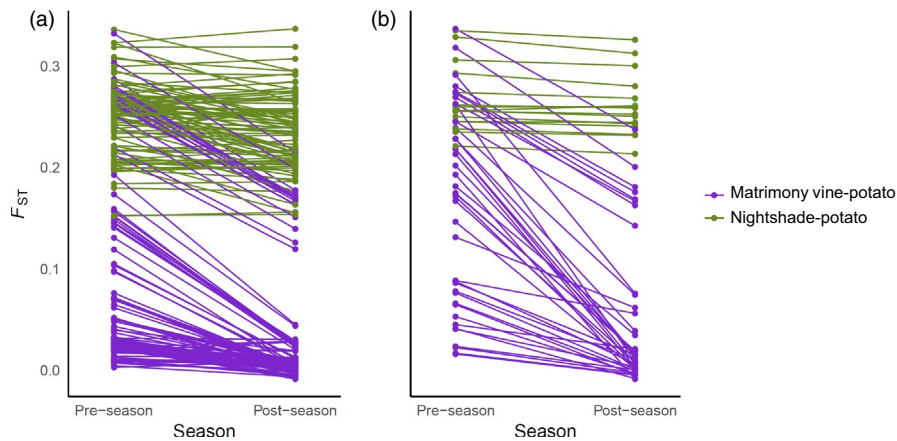 (a)
(b)
0.3
0.2
0.1
0.0
FST
Pre-season Post-season
Season
Pre-season Post-season
Season
Matrimony vine-potato
Nightshade-potato